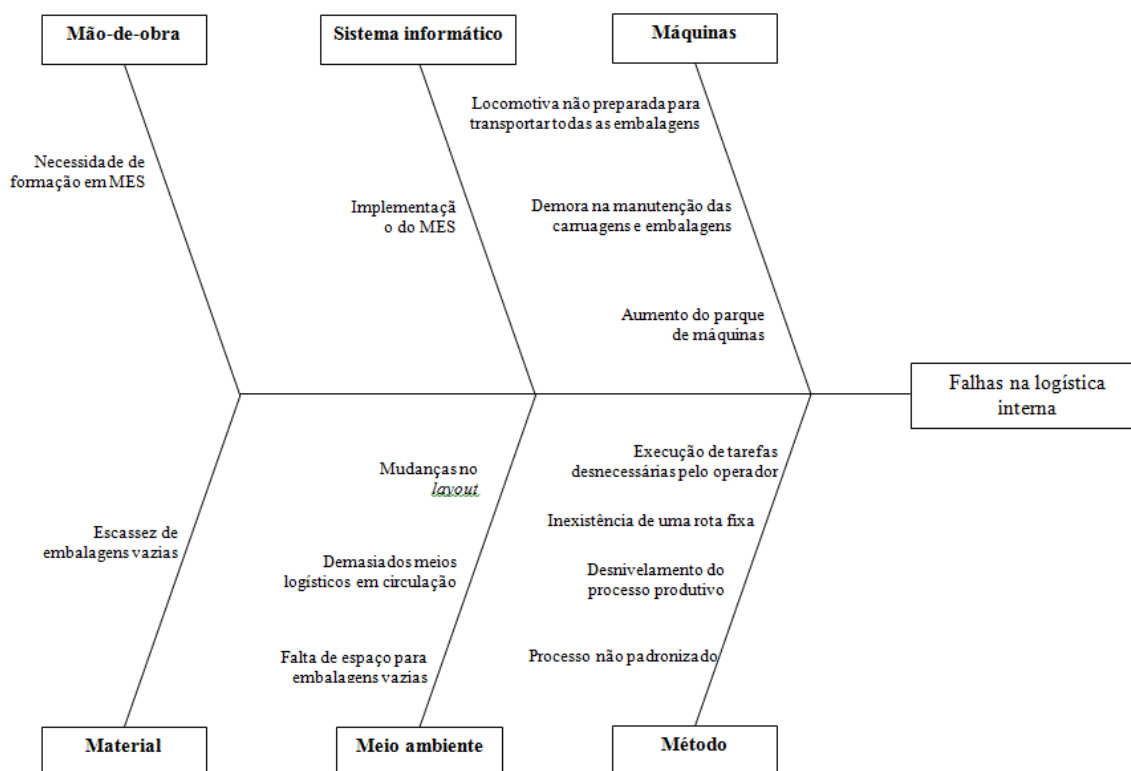 Mão-de-obra
Sistema informático
Máquinas
Locomotiva não preparada para
transportar todas as embalagens
Necessidade de
formação em MES
Implementaçã
o do MES
Demora na manutenção das
carruagens e embalagens
Aumento do parque
de máquinas
Falhas na logística
interna
Mudanças no
layout
Execução de tarefas
desnecessárias pelo operador
Inexistência de uma rota fixa
Escassez de
embalagens vazias
Demasiados meios
logísticos em circulação
Desnivelamento do
processo produtivo
Falta de espaço para
embalagens vazias
Processo não padronizado
Material
Meio ambiente
Método